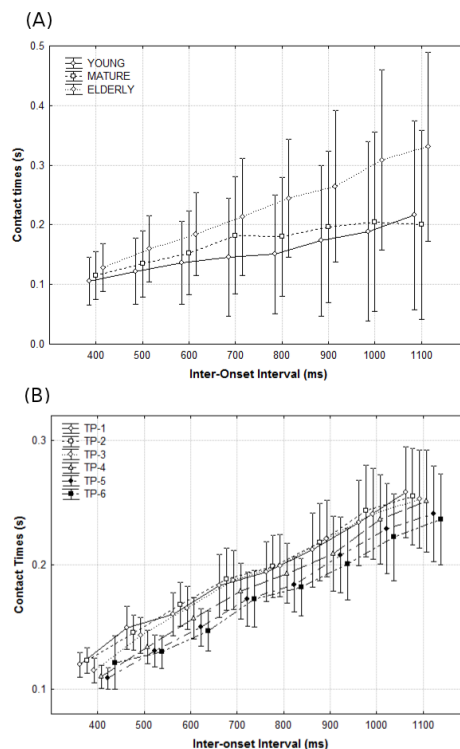 (A)
0.5
YOUNG
MATURE
ELDERLY
0.4
0.3
0.2
0.1
0.0
Contact times (s)
400 500 600 700 800 900 1000 1100
Inter-Onset Interval (ms)
(B)
0.3
TP-1
TP-2
TP-3
TP-4
TP-5
TP-6
0.2
0.1
Contact Times (s)
400 500 600 700 800 900 1000 1100
Inter-onset Interval (ms)